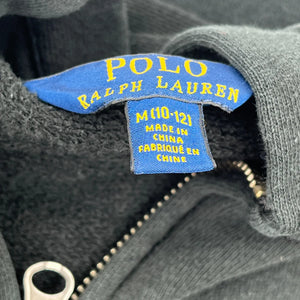 POLO
RALPH LAUREN
M(10-12)
MADE IN
CHINA
FABRIQUÉ EN
CHINE